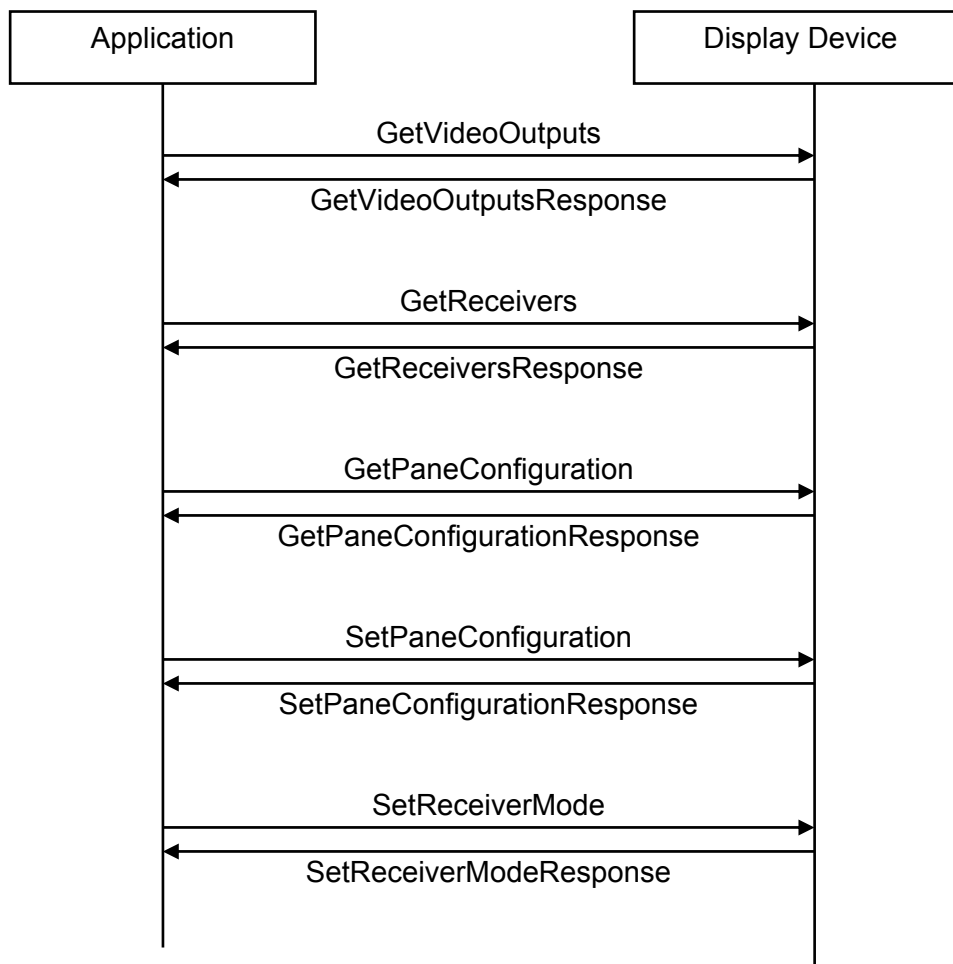 Application
Display Device
GetVideoOutputs
GetVideoOutputsResponse
GetReceivers
GetReceiversResponse
GetPaneConfiguration
GetPaneConfigurationResponse
SetPaneConfiguration
SetPaneConfigurationResponse
SetReceiverMode
SetReceiverModeResponse